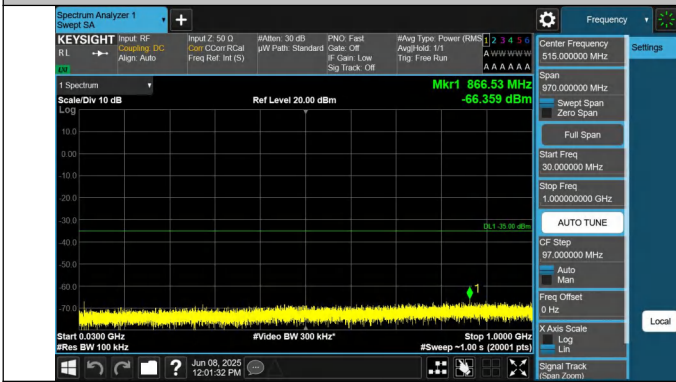 Spectrum Analyzer 1
Swept SA
Frequency
KEYSIGHT
RL
Input: RF
Coupling: DC
Align: Auto
Input Z: 50 Ω
Corr CCorr RCal
Freq Ref: Int (S)
#Atten: 30 dB
µW Path: Standard
PNO: Fast
Gate: Off
IF Gain: Low
Sig Track: Off
#Avg Type: Power (RMS
Avg|Hold: 1/1
Trig: Free Run
1 2 3 4 5 6
A W W W W W
A A A A A A
LXI
1 Spectrum
Scale/Div 10 dB
Ref Level 20.00 dBm
Mkr1 866.53 MHz
-66.359 dBm
Log
10.0
0.00
-10.0
-20.0
-30.0
-40.0
-50.0
-60.0
-70.0
DL1 -35.00 dBm
1
Start 0.0300 GHz
#Res BW 100 kHz
#Video BW 300 kHz*
Stop 1.0000 GHz
#Sweep ~1.00 s (20001 pts)
Jun 08, 2025
12:01:32 PM
Center Frequency
515.000000 MHz
Settings
Span
970.000000 MHz
Swept Span
Zero Span
Full Span
Start Freq
30.000000 MHz
Stop Freq
1.000000000 GHz
AUTO TUNE
CF Step
97.000000 MHz
Auto
Man
Freq Offset
0 Hz
X Axis Scale
Log
Lin
Local
Signal Track
(Span Zoom)